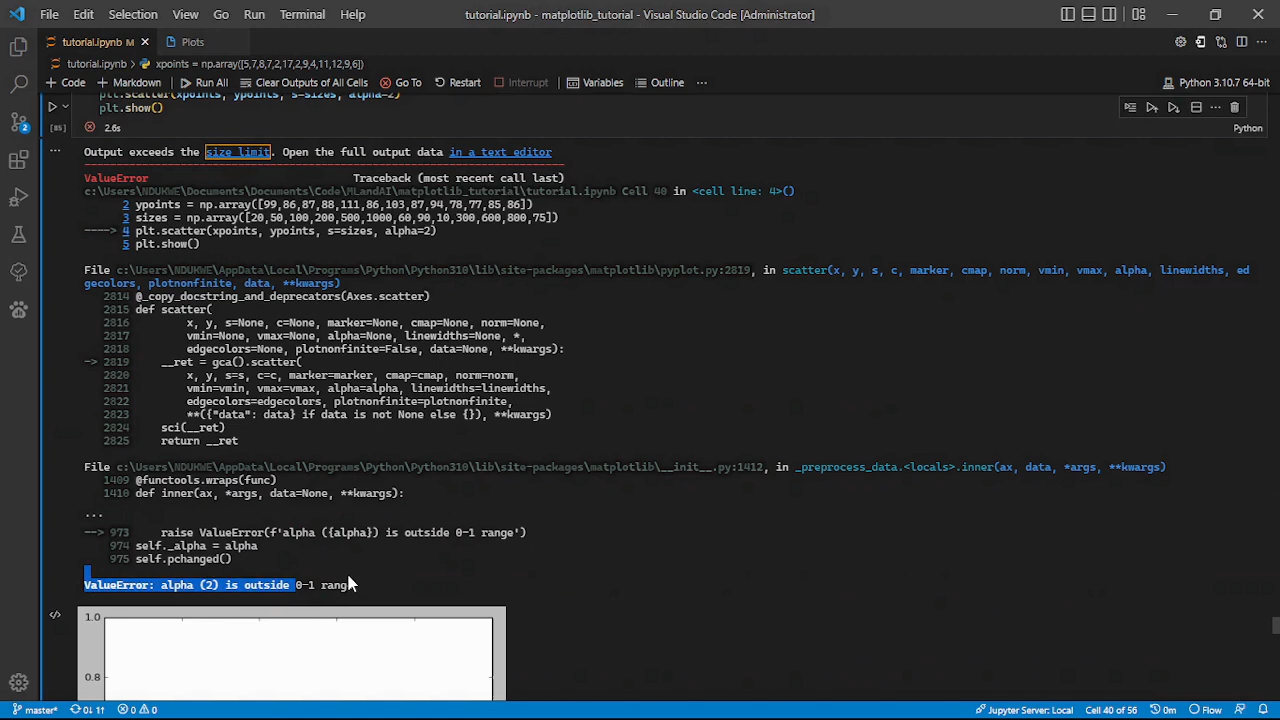 File Edit Selection View Go Run Terminal Help
tutorial.ipynb - matplotlib_tutorial - Visual Studio Code [Administrator]
tutorial.ipynb M
Plots
tutorial.ipynb > xpoints = np.array([5,7,8,7,2,17,2,9,4,11,12,9,6])
+ Code + Markdown Run All Clear Outputs of All Cells Go To Restart Interrupt Variables Outline ... Python 3.10.7 64-bit
plt.scatter(xpoints, ypoints, s=sizes, alpha=2)
plt.show()
[85] 2.6s Python
... Output exceeds the size limit. Open the full output data in a text editor
---------------------------------------------------------------------------
ValueError Traceback (most recent call last)
c:\Users\NDUKWE\Documents\Documents\Code\MLandAI\matplotlib_tutorial\tutorial.ipynb Cell 40 in <cell line: 4>()
2 ypoints = np.array([99,86,87,88,111,86,103,87,94,78,77,85,86])
3 sizes = np.array([20,50,100,200,500,1000,60,90,10,300,600,800,75])
----> 4 plt.scatter(xpoints, ypoints, s=sizes, alpha=2)
5 plt.show()
File c:\Users\NDUKWE\AppData\Local\Programs\Python\Python310\lib\site-packages\matplotlib\pyplot.py:2819, in scatter(x, y, s, c, marker, cmap, norm, vmin, vmax, alpha, linewidths, ed
gecolors, plotnonfinite, data, **kwargs)
2814 @_copy_docstring_and_deprecators(Axes.scatter)
2815 def scatter(
2816 x, y, s=None, c=None, marker=None, cmap=None, norm=None,
2817 vmin=None, vmax=None, alpha=None, linewidths=None, *,
2818 edgecolors=None, plotnonfinite=False, data=None, **kwargs):
-> 2819 __ret = gca().scatter(
2820 x, y, s=s, c=c, marker=marker, cmap=cmap, norm=norm,
2821 vmin=vmin, vmax=vmax, alpha=alpha, linewidths=linewidths,
2822 edgecolors=edgecolors, plotnonfinite=plotnonfinite,
2823 **({"data": data} if data is not None else {}), **kwargs)
2824 sci(__ret)
2825 return __ret
File c:\Users\NDUKWE\AppData\Local\Programs\Python\Python310\lib\site-packages\matplotlib\__init__.py:1412, in _preprocess_data.<locals>.inner(ax, data, *args, **kwargs)
1409 @functools.wraps(func)
1410 def inner(ax, *args, data=None, **kwargs):
...
--> 973 raise ValueError(f'alpha ({alpha}) is outside 0-1 range')
974 self._alpha = alpha
975 self.pchanged()
ValueError: alpha (2) is outside 0-1 range
1.0
0.8
2
master* 0↓ 1↑ 0 0 Jupyter Server: Local Cell 40 of 56 0m Flow